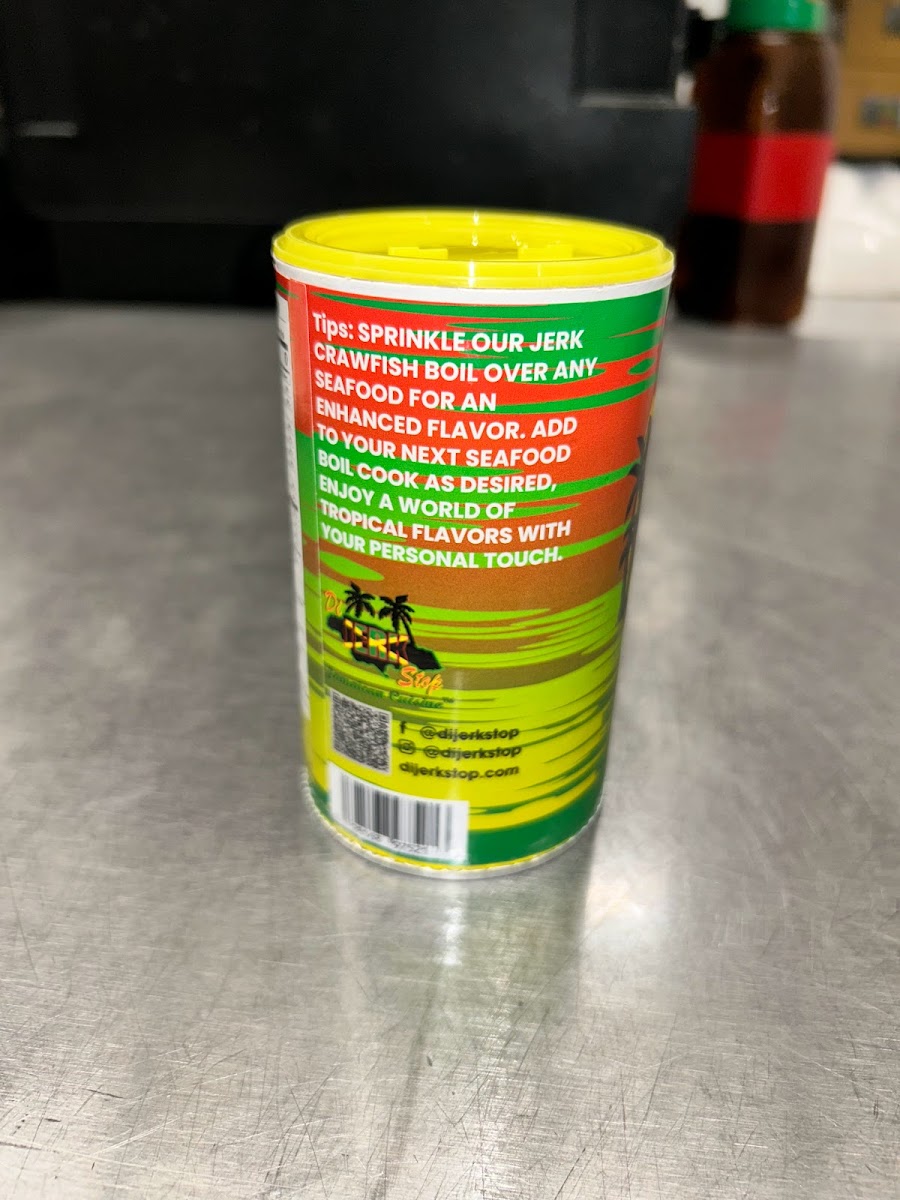 Tips: SPRINKLE OUR JERK
CRAWFISH BOIL OVER ANY
SEAFOOD FOR AN
ENHANCED FLAVOR. ADD
TO YOUR NEXT SEAFOOD
BOIL COOK AS DESIRED,
ENJOY A WORLD OF
TROPICAL FLAVORS WITH
YOUR PERSONAL TOUCH.
Di
JERK
Stop
Jamaican Cuisine™
@dijerkstop
@dijerkstop
dijerkstop.com